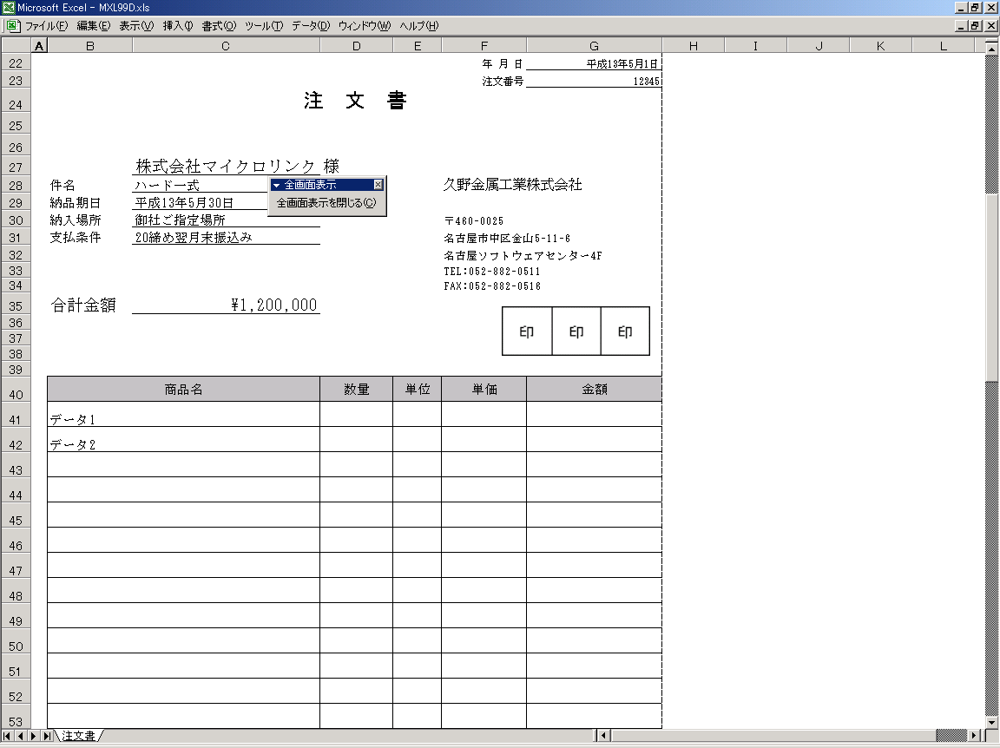 Microsoft Excel - MXL99D.xls
ファイル(F) 編集(E) 表示(V) 挿入(I) 書式(O) ツール(T) データ(D) ウィンドウ(W) ヘルプ(H)
A B C D E F G H I J K L
22 年 月 日 平成13年5月1日
23 注文番号 12345
24 注 文 書
25
26
27 株式会社マイクロリンク 様
28 件名 ハード一式 久野金属工業株式会社
全画面表示
全画面表示を閉じる(C)
29 納品期日 平成13年5月30日
30 納入場所 御社ご指定場所 〒460-0025
31 支払条件 20締め翌月末振込み 名古屋市中区金山5-11-6
32 名古屋ソフトウェアセンター4F
33 TEL:052-882-0511
34 FAX:052-882-0516
35 合計金額 ¥1,200,000
36
37 印 印 印
38
39
40 商品名 数量 単位 単価 金額
41 データ1
42 データ2
43
44
45
46
47
48
49
50
51
52
53
注文書